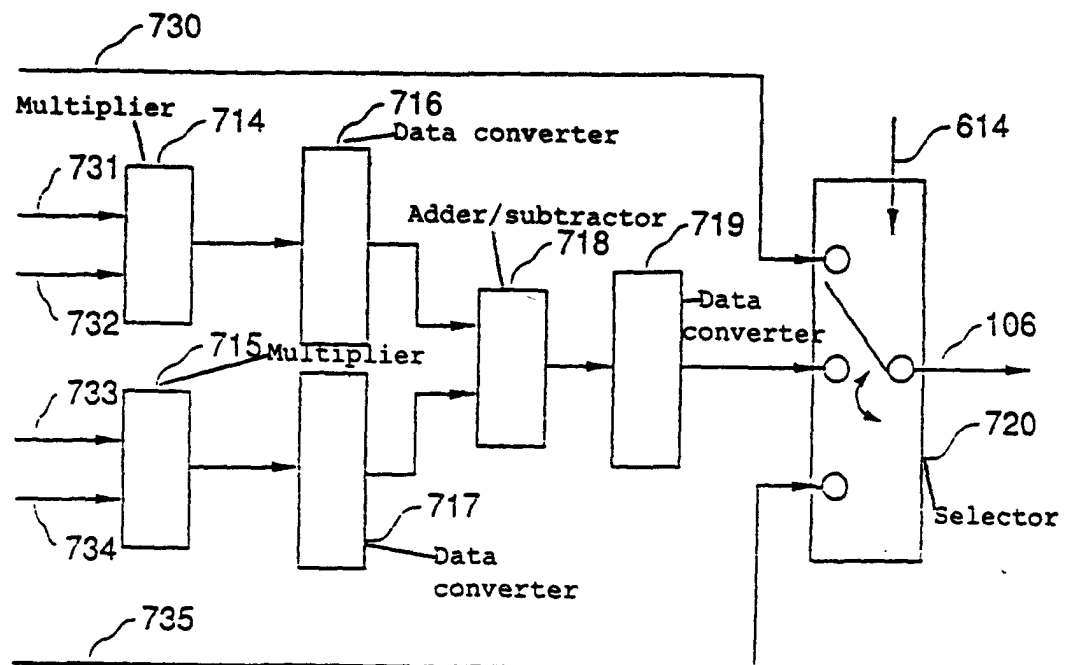 730
Multiplier
714
716
Data converter
614
731
Adder/subtractor
718
719
732
Data
converter
106
715
Multiplier
733
720
Selector
734
717
Data
converter
735